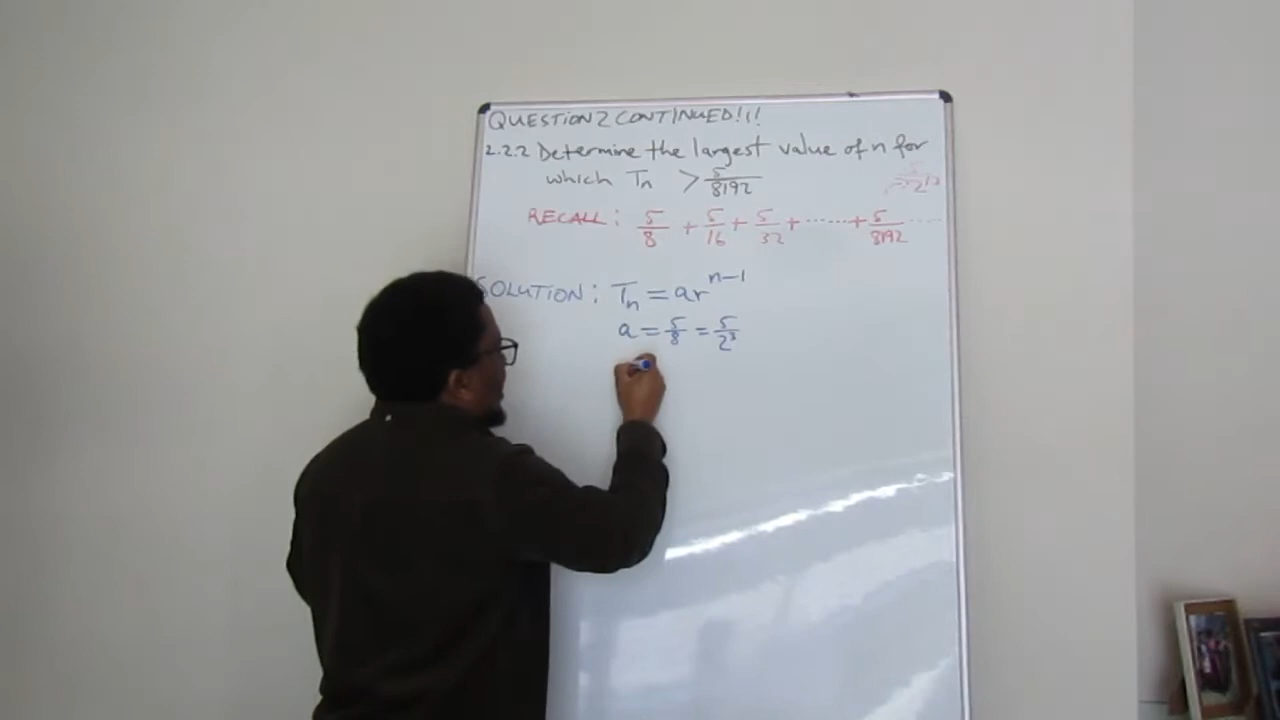 QUESTION 2 CONTINUED!!!
2.2.2 Determine the largest value of n for
which Tn > 5/8192
RECALL: 5/8 + 5/16 + 5/32 + ...... + 5/8192 ......
SOLUTION: Tn = ar^(n-1)
a = 5/8 = 5/2^3